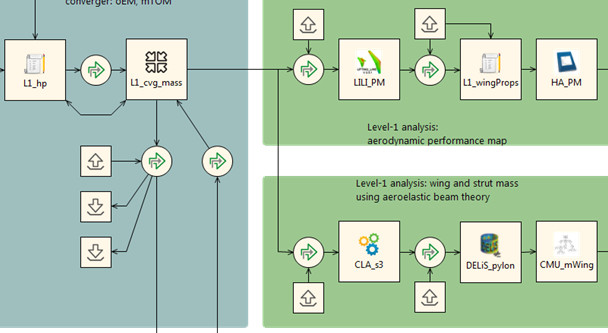 converger: oEM, mTOM
L1_hp
L1_cvg_mass
LILI_PM
L1_wingProps
HA_PM
Level-1 analysis:
aerodynamic performance map
Level-1 analysis: wing and strut mass
using aeroelastic beam theory
CLA_s3
DELiS_pylon
CMU_mWing